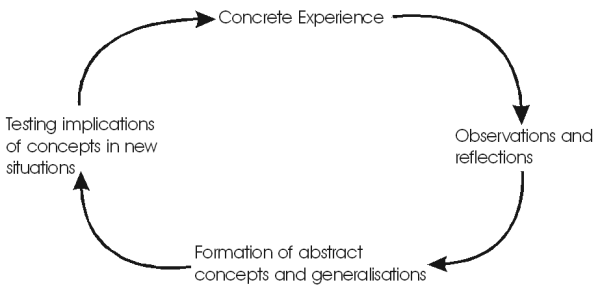 Concrete Experience
Observations and
reflections
Formation of abstract
concepts and generalisations
Testing implications
of concepts in new
situations